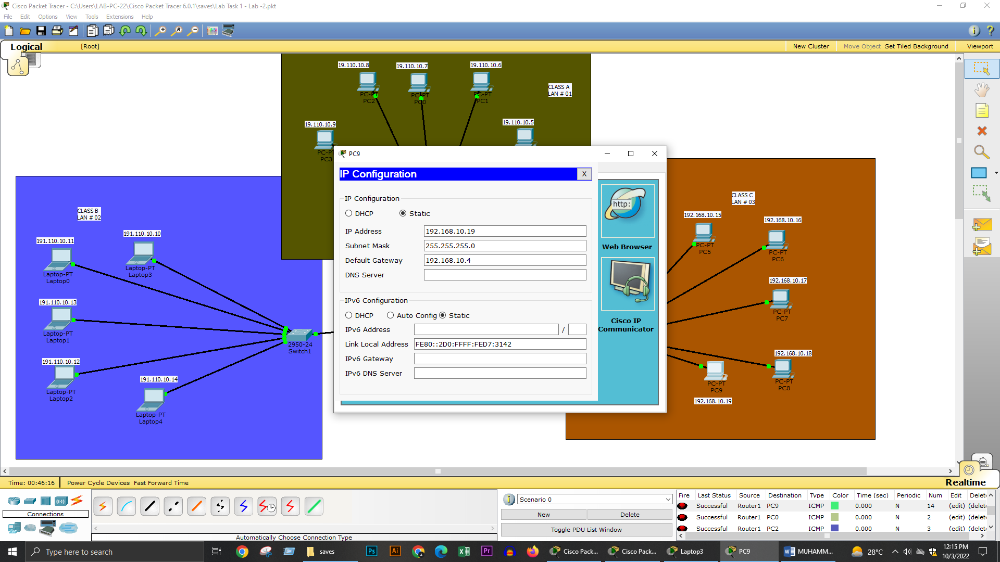 Cisco Packet Tracer - C:\Users\LAB-PC-22\Cisco Packet Tracer 6.0.1\saves\Lab Task 1 - Lab -2.pkt
File Edit Options View Tools Extensions Help
Logical [Root] New Cluster Move Object Set Tiled Background Viewport
19.110.10.8
19.110.10.7
19.110.10.6
CLASS A
LAN # 01
PC-PT
PC2
PC-PT
PC0
PC-PT
PC1
19.110.10.9
19.110.10.5
PC-PT
PC3
CLASS B
LAN # 02
191.110.10.11
191.110.10.10
Laptop-PT
Laptop0
Laptop-PT
Laptop3
191.110.10.13
Laptop-PT
Laptop1
191.110.10.12
Laptop-PT
Laptop2
191.110.10.14
Laptop-PT
Laptop4
2950-24
Switch1
PC9
IP Configuration X
IP Configuration
DHCP Static
IP Address 192.168.10.19
Subnet Mask 255.255.255.0
Default Gateway 192.168.10.4
DNS Server
IPv6 Configuration
DHCP Auto Config Static
IPv6 Address /
Link Local Address FE80::2D0:FFFF:FED7:3142
IPv6 Gateway
IPv6 DNS Server
http:
Web Browser
Cisco IP
Communicator
CLASS C
LAN # 03
192.168.10.15
PC-PT
PC5
192.168.10.16
PC-PT
PC6
192.168.10.17
PC-PT
PC7
192.168.10.18
PC-PT
PC8
PC-PT
PC9
192.168.10.19
Time: 00:46:16 Power Cycle Devices Fast Forward Time Realtime
Connections
Automatically Choose Connection Type
Scenario 0
New Delete
Toggle PDU List Window
Fire Last Status Source Destination Type Color Time (sec) Periodic Num Edit Delete
Successful Router1 PC9 ICMP 0.000 N 14 (edit) (delete
Successful Router1 PC0 ICMP 0.000 N 2 (edit) (delete
Successful Router1 PC2 ICMP 0.000 N 3 (edit) (delete
Type here to search
saves
Ps
Ai
Pr
Cisco Pack...
Cisco Pack...
Laptop3
PC9
MUHAMM...
28°C
12:15 PM
10/3/2022